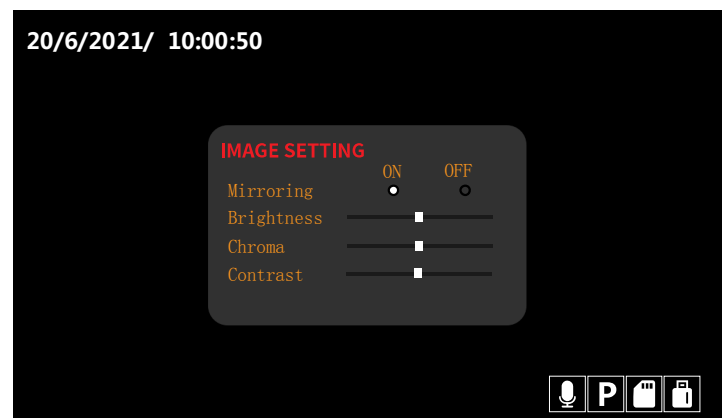 20/6/2021/ 10:00:50
IMAGE SETTING
ON OFF
Mirroring
Brightness
Chroma
Contrast
P